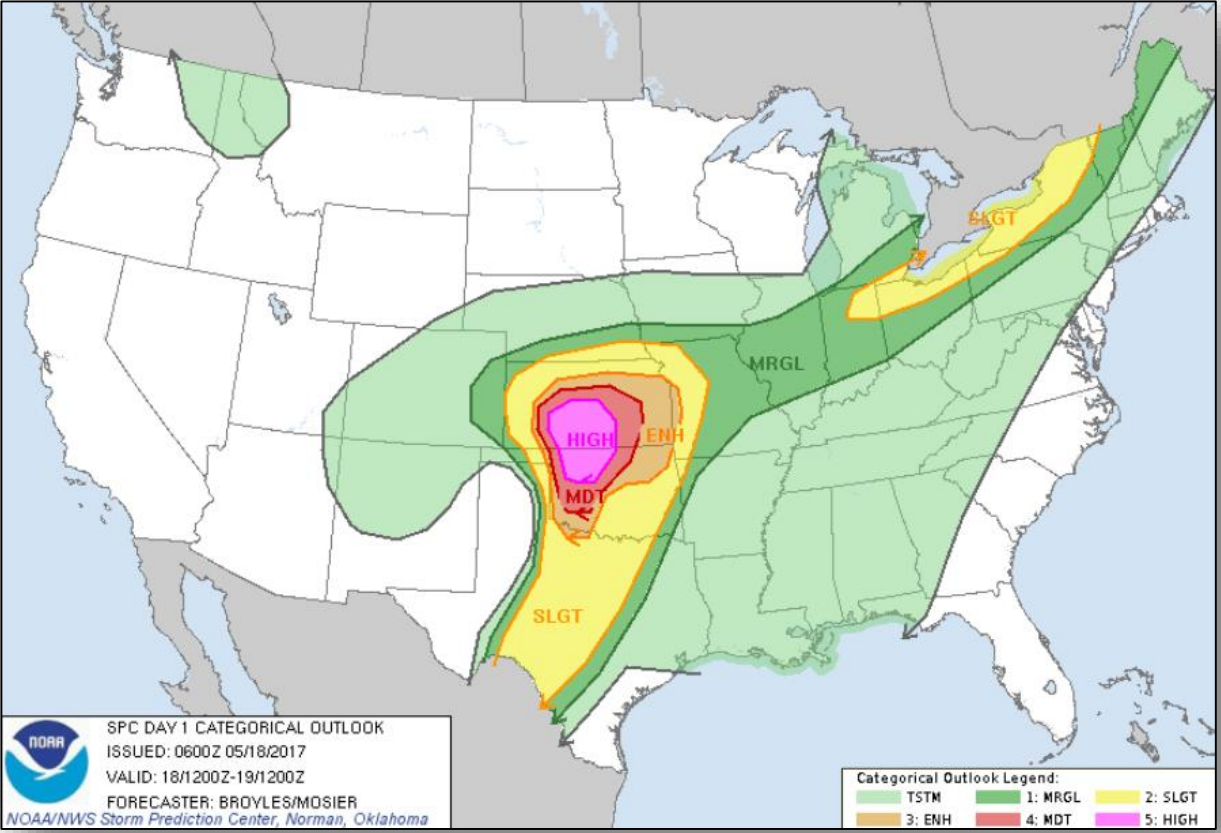 SLGT
MRGL
HIGH
ENH
MDT
SLGT
NOAA
SPC DAY 1 CATEGORICAL OUTLOOK
ISSUED: 0600Z 05/18/2017
VALID: 18/1200Z-19/1200Z
FORECASTER: BROYLES/MOSIER
NOAA/NWS Storm Prediction Center, Norman, Oklahoma
Categorical Outlook Legend:
TSTM 1: MRGL 2: SLGT
3: ENH 4: MDT 5: HIGH